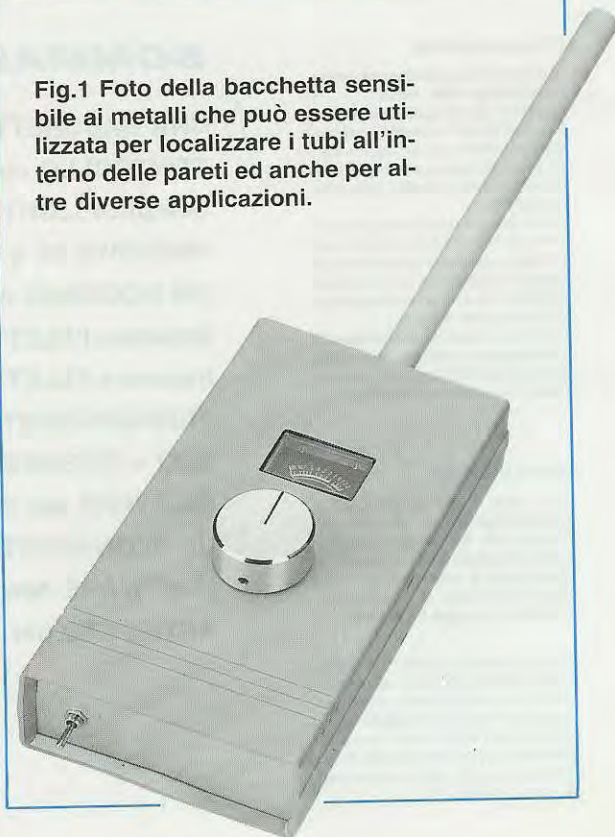 Fig.1 Foto della bacchetta sensi-
bile ai metalli che può essere uti-
lizzata per localizzare i tubi all'in-
terno delle pareti ed anche per al-
tre diverse applicazioni.